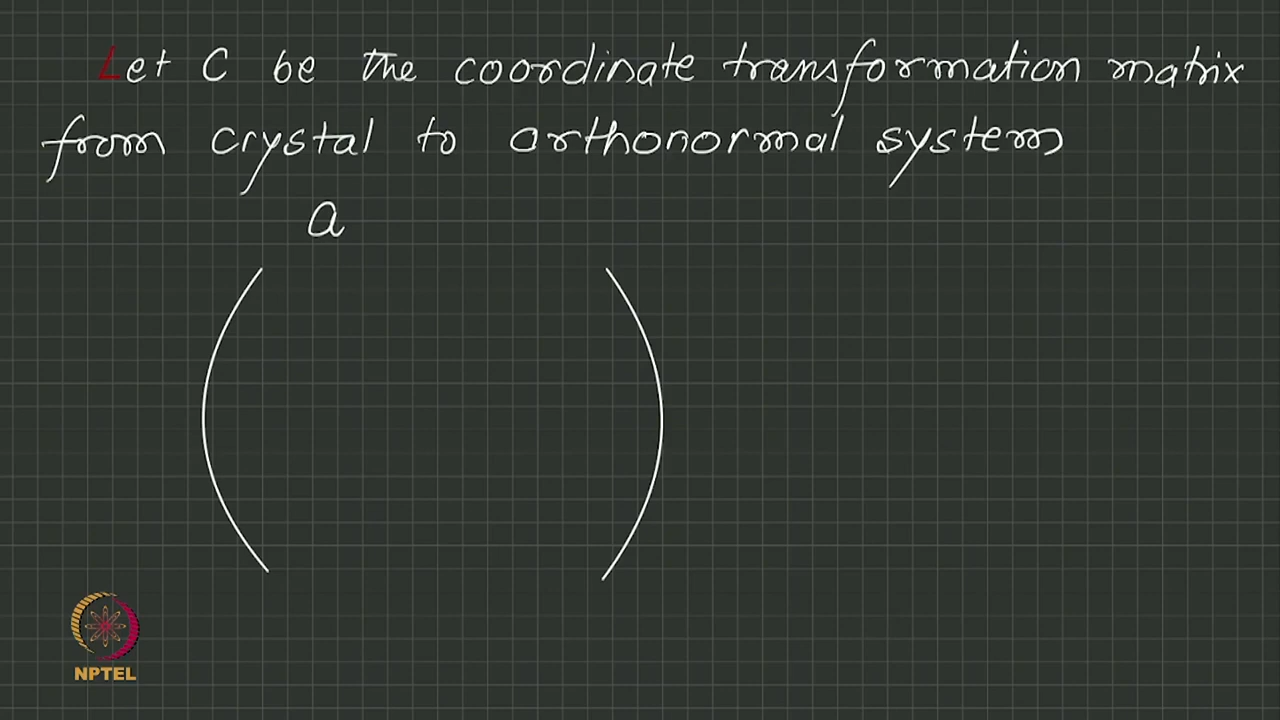 Let C be the coordinate transformation matrix
from crystal to orthonormal system
a
NPTEL